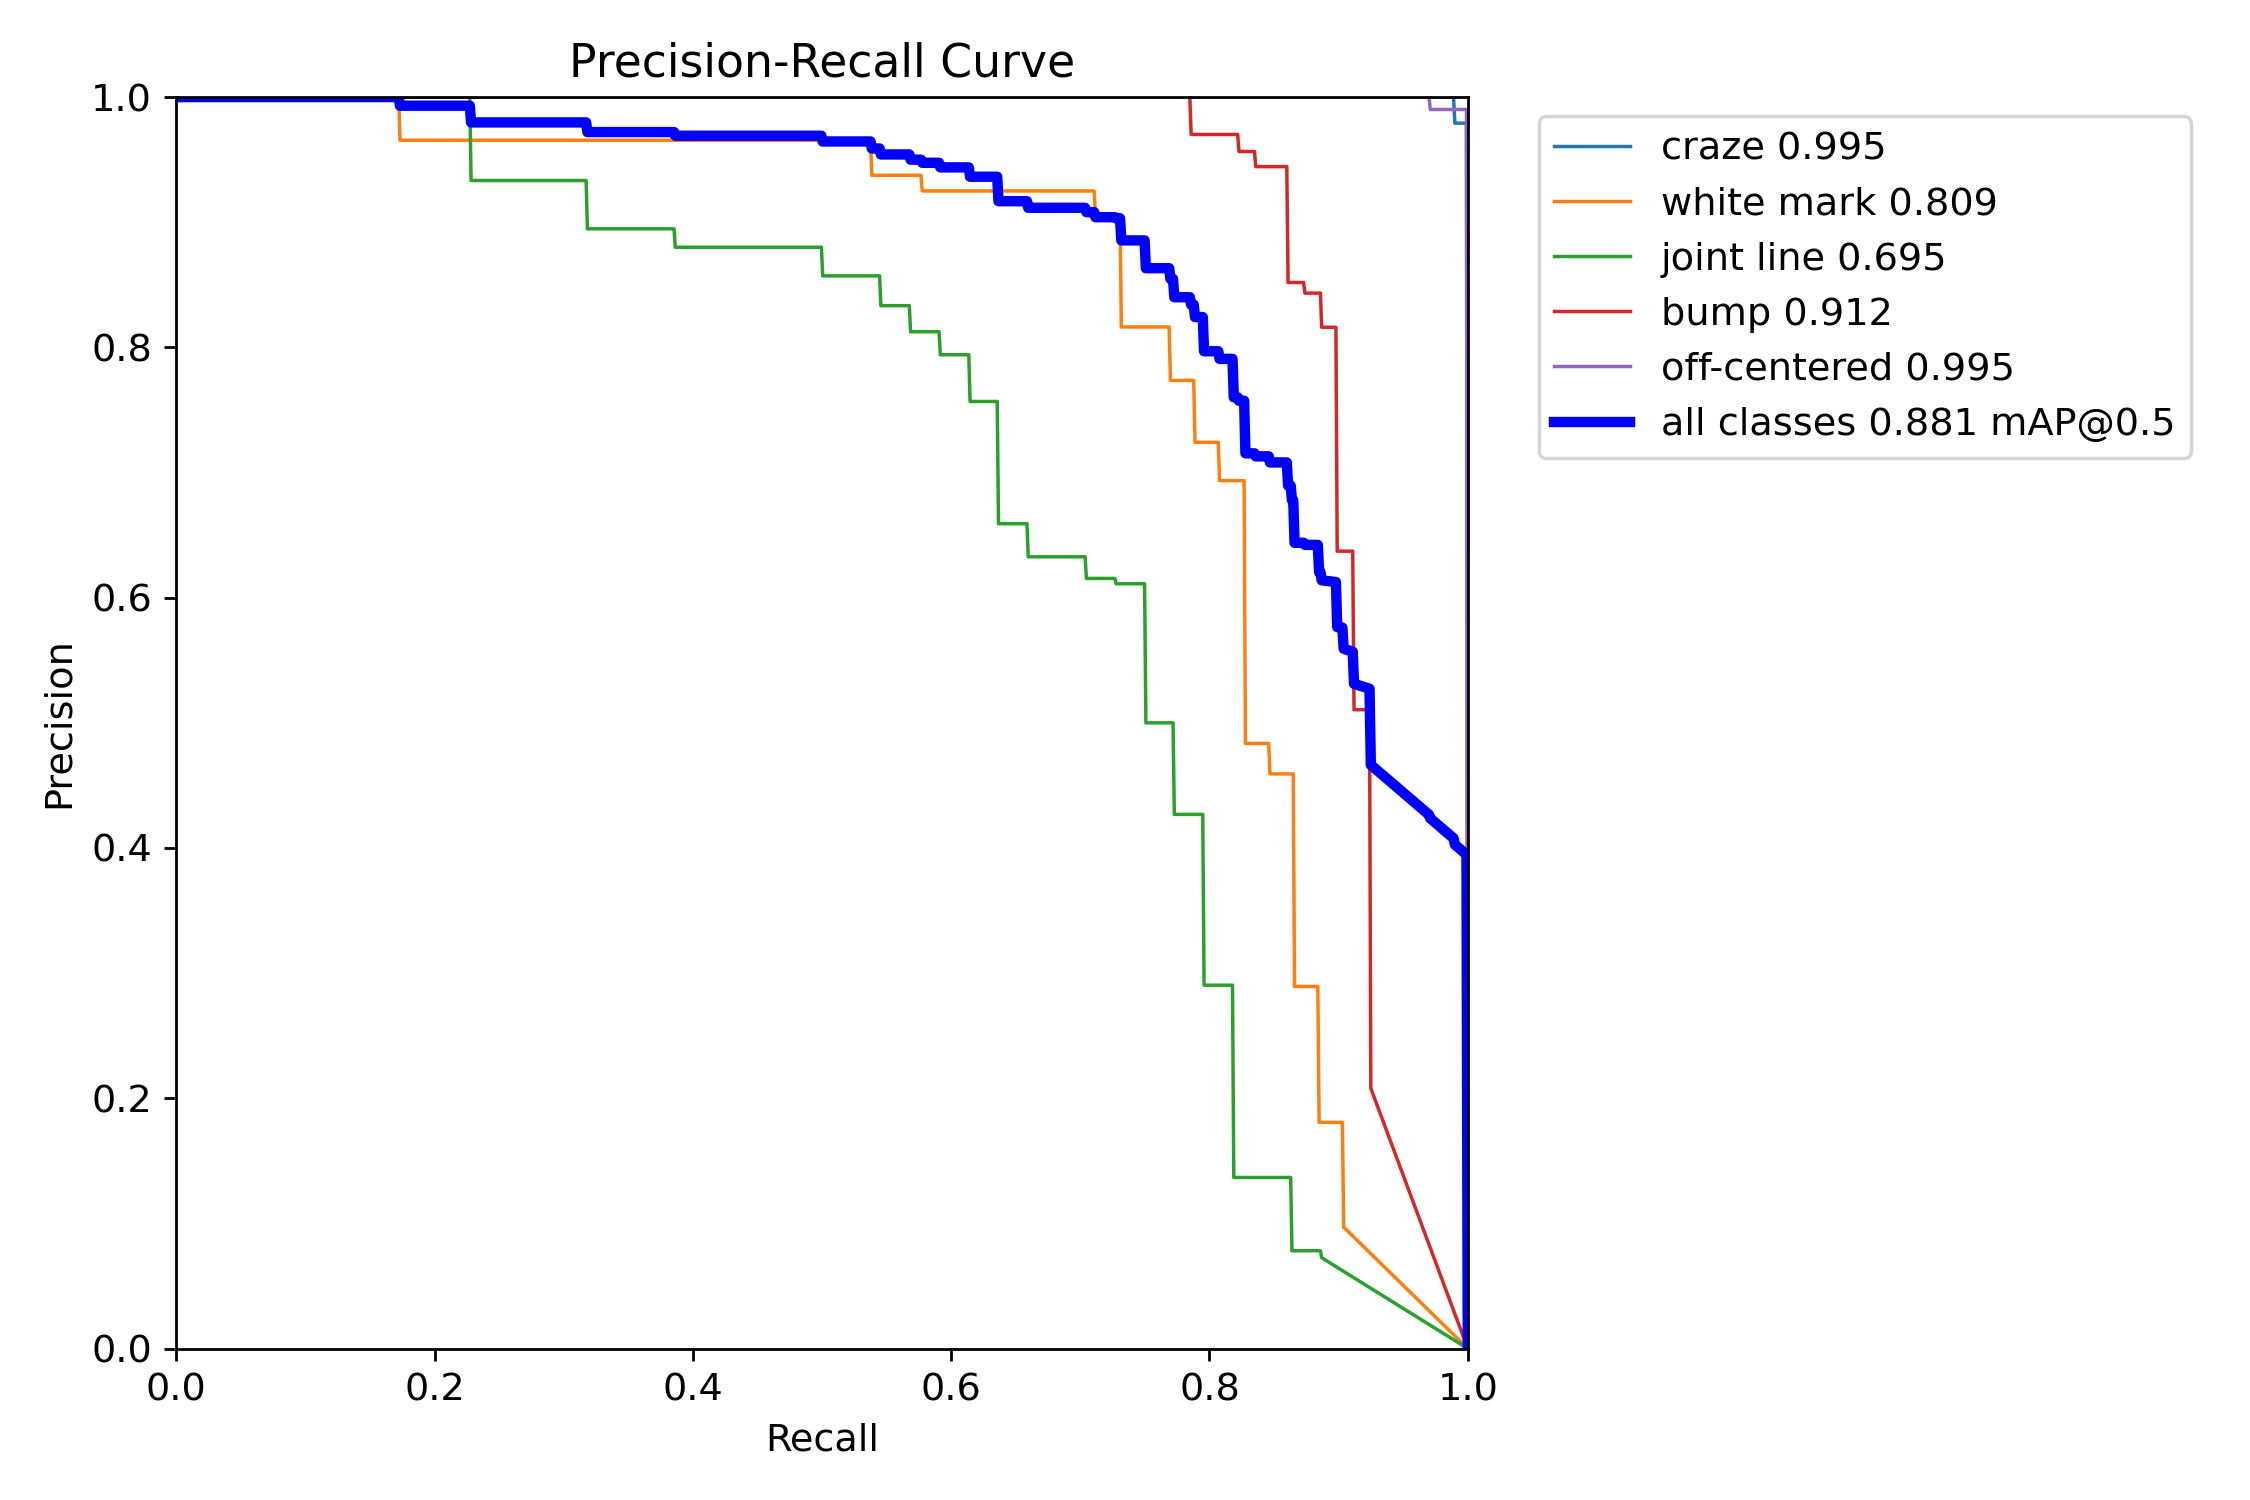 Precision-Recall Curve
1.0
0.8
0.6
0.4
0.2
0.0
Precision
0.0 0.2 0.4 0.6 0.8 1.0
Recall
craze 0.995
white mark 0.809
joint line 0.695
bump 0.912
off-centered 0.995
all classes 0.881 mAP@0.5